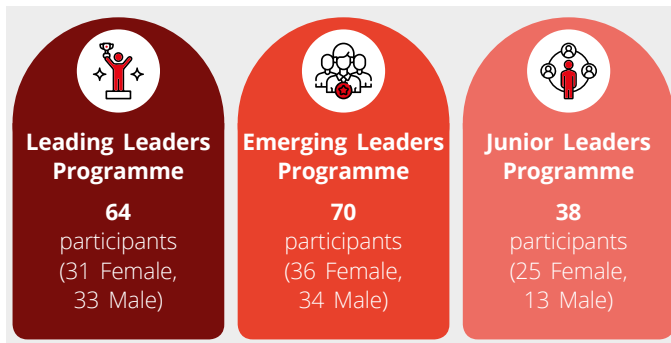 Leading Leaders
Programme
64
participants
(31 Female,
33 Male)
Emerging Leaders
Programme
70
participants
(36 Female,
34 Male)
Junior Leaders
Programme
38
participants
(25 Female,
13 Male)